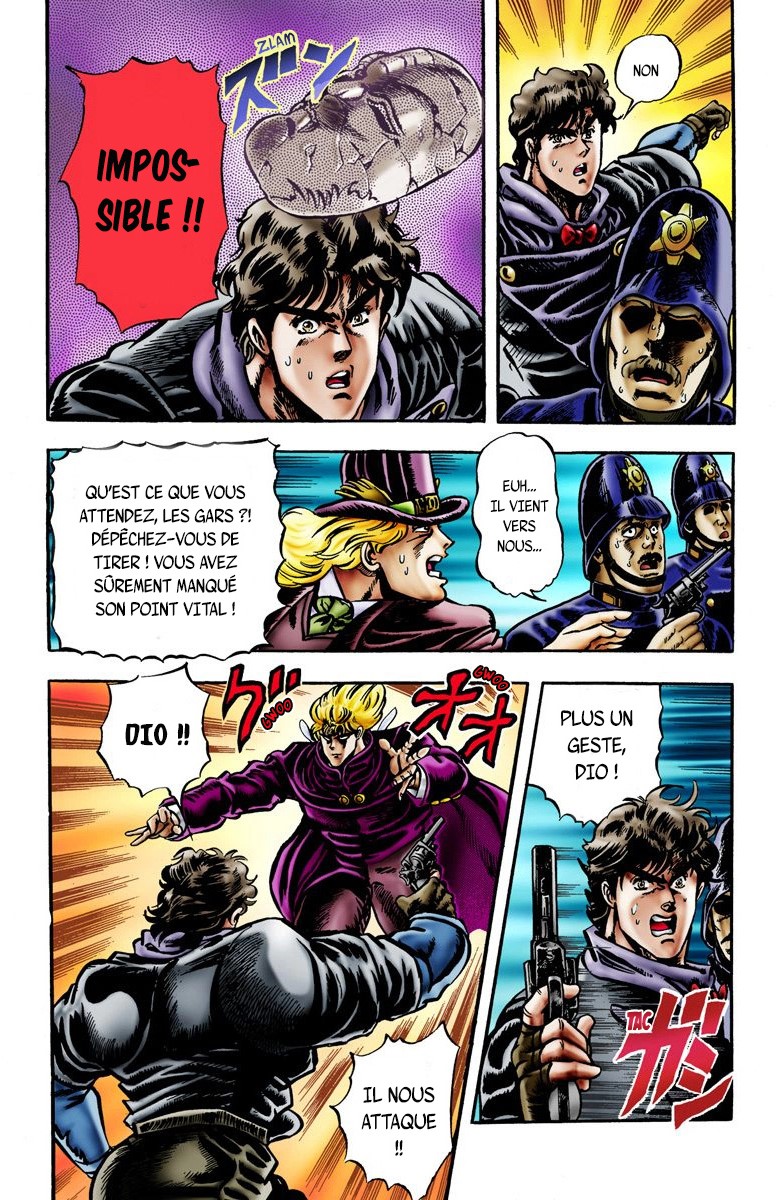 NON
ZLAM
ズン
IMPOS-
SIBLE !!
EUH...
IL VIENT
VERS
NOUS...
QU'EST CE QUE VOUS
ATTENDEZ, LES GARS ?!
DÉPÊCHEZ-VOUS DE
TIRER ! VOUS AVEZ
SÛREMENT MANQUÉ
SON POINT VITAL !
PLUS UN
GESTE,
DIO !
TAC
ガシ
GWOO
オオ
GWOO
グ
DIO !!
IL NOUS
ATTAQUE
!!